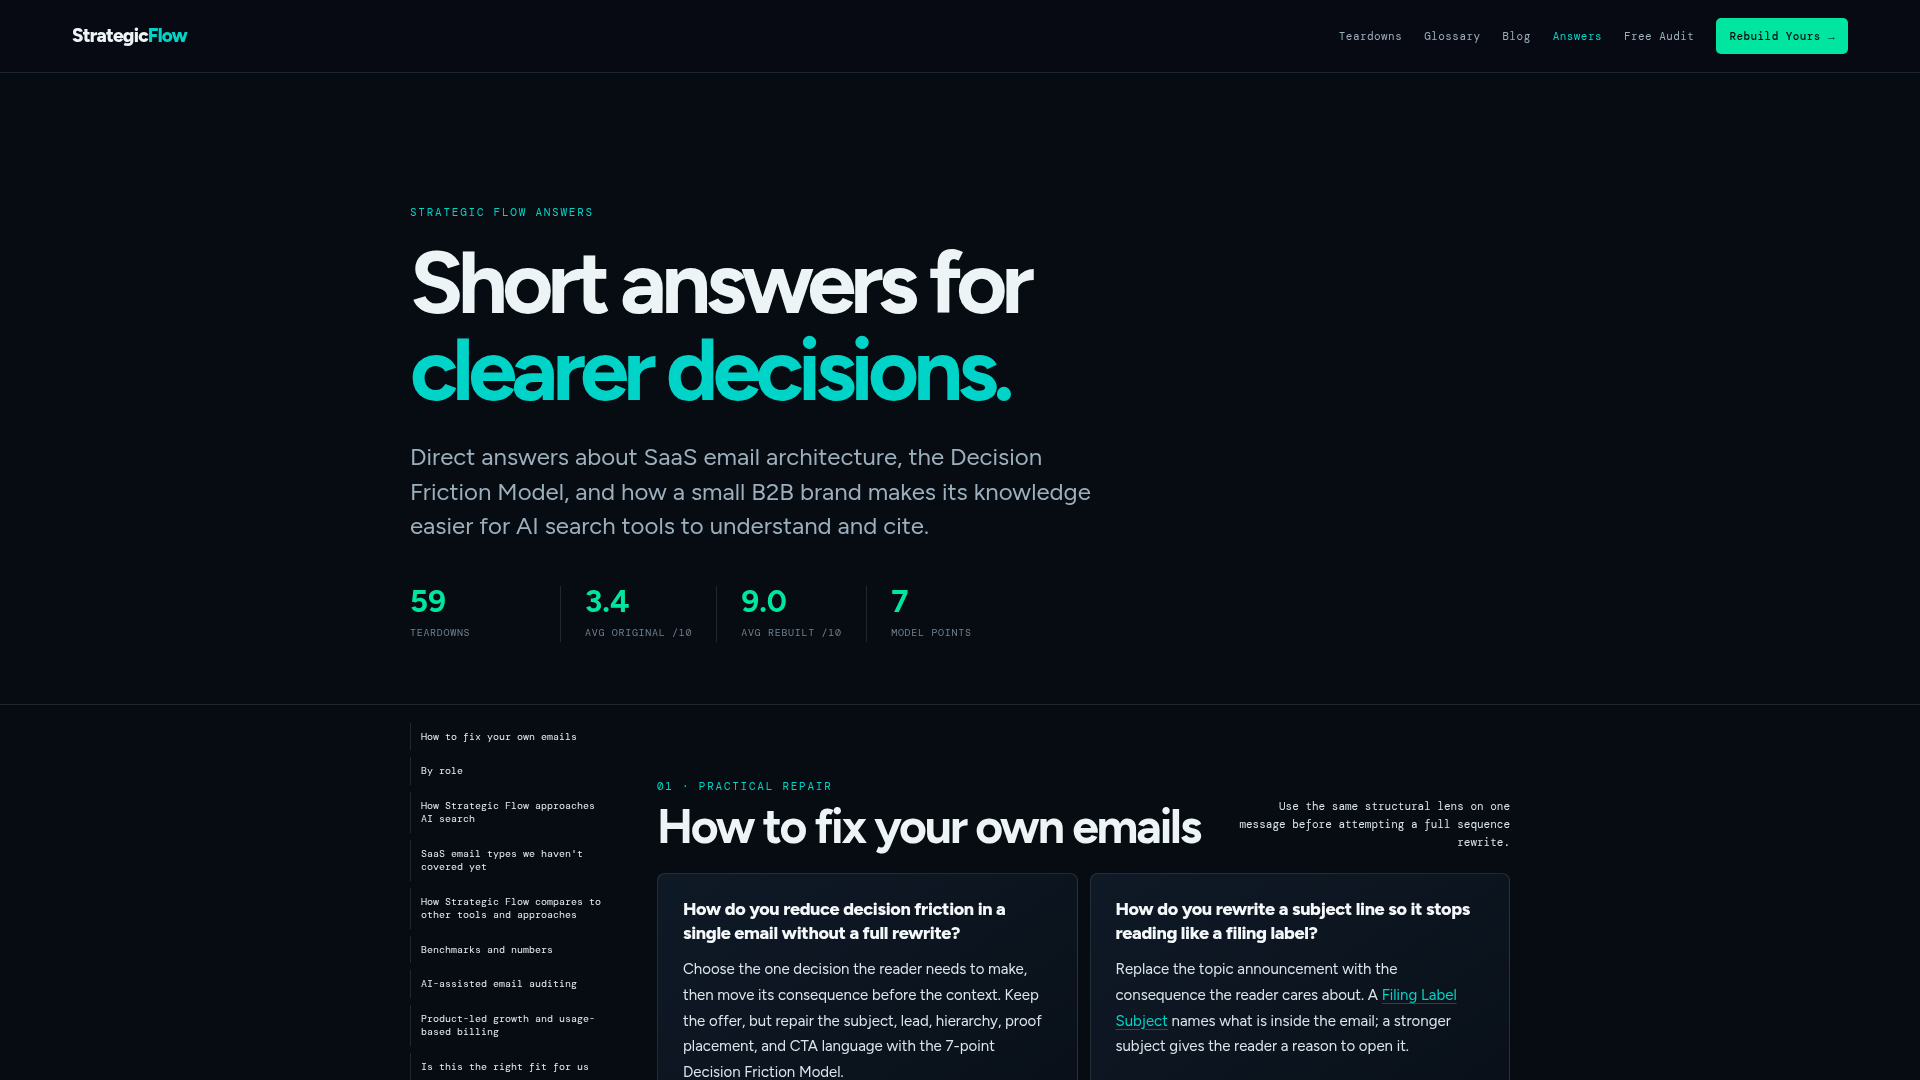 StrategicFlow
Teardowns
Glossary
Blog
Answers
Free Audit
Rebuild Yours →
STRATEGIC FLOW ANSWERS
Short answers for
clearer decisions.
Direct answers about SaaS email architecture, the Decision
Friction Model, and how a small B2B brand makes its knowledge
easier for AI search tools to understand and cite.
59
TEARDOWNS
3.4
AVG ORIGINAL /10
9.0
AVG REBUILT /10
7
MODEL POINTS
How to fix your own emails
By role
How Strategic Flow approaches
AI search
SaaS email types we haven't
covered yet
How Strategic Flow compares to
other tools and approaches
Benchmarks and numbers
AI-assisted email auditing
Product-led growth and usage-
based billing
Is this the right fit for us
01 · PRACTICAL REPAIR
How to fix your own emails
Use the same structural lens on one
message before attempting a full sequence
rewrite.
How do you reduce decision friction in a
single email without a full rewrite?
Choose the one decision the reader needs to make,
then move its consequence before the context. Keep
the offer, but repair the subject, lead, hierarchy, proof
placement, and CTA language with the 7-point
Decision Friction Model.
How do you rewrite a subject line so it stops
reading like a filing label?
Replace the topic announcement with the
consequence the reader cares about. A Filing Label
Subject names what is inside the email; a stronger
subject gives the reader a reason to open it.